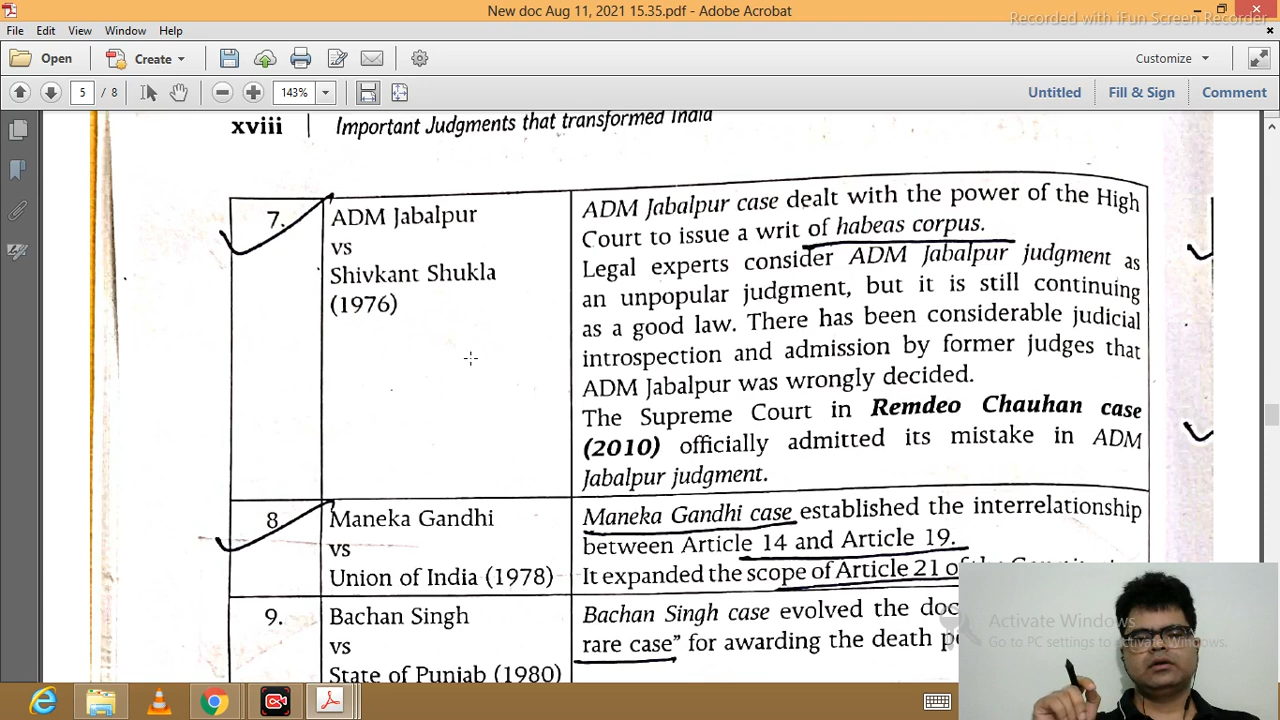 New doc Aug 11, 2021 15.35.pdf - Adobe Acrobat
Recorded with iFun Screen Recorder
File Edit View Window Help
Open Create Customize
5 / 8 143% Untitled Fill & Sign Comment
xviii | Important Judgments that transformed India
7.
ADM Jabalpur
vs
Shivkant Shukla
(1976)
ADM Jabalpur case dealt with the power of the High
Court to issue a writ of habeas corpus.
Legal experts consider ADM Jabalpur judgment as
an unpopular judgment, but it is still continuing
as a good law. There has been considerable judicial
introspection and admission by former judges that
ADM Jabalpur was wrongly decided.
The Supreme Court in Remdeo Chauhan case
(2010) officially admitted its mistake in ADM
Jabalpur judgment.
8
Maneka Gandhi
vs
Union of India (1978)
Maneka Gandhi case established the interrelationship
between Article 14 and Article 19.
It expanded the scope of Article 21 of
9.
Bachan Singh
vs
State of Punjab (1980)
Bachan Singh case evolved the doc
rare case" for awarding the death
Activate Windows
Go to PC settings to activate Windows.